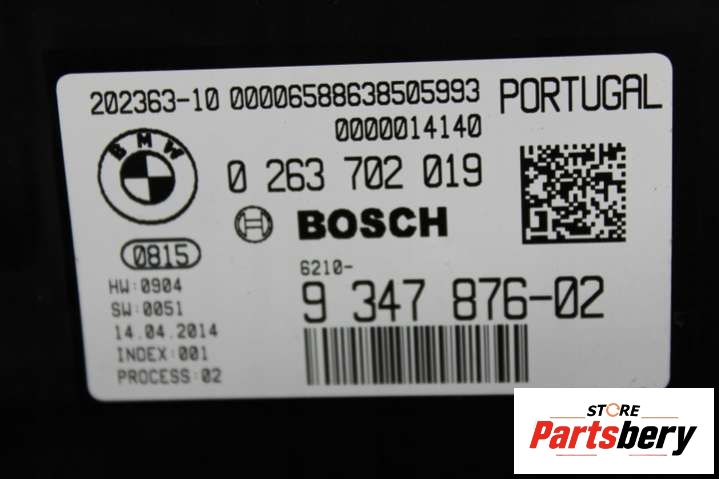 202363-10 00006588638505993 PORTUGAL
0000014140
BMW
0 263 702 019
BOSCH
0815
6210-
HW:0904
9 347 876-02
SW:0051
14.04.2014
INDEX:001
PROCESS:02
STORE
Partsbery